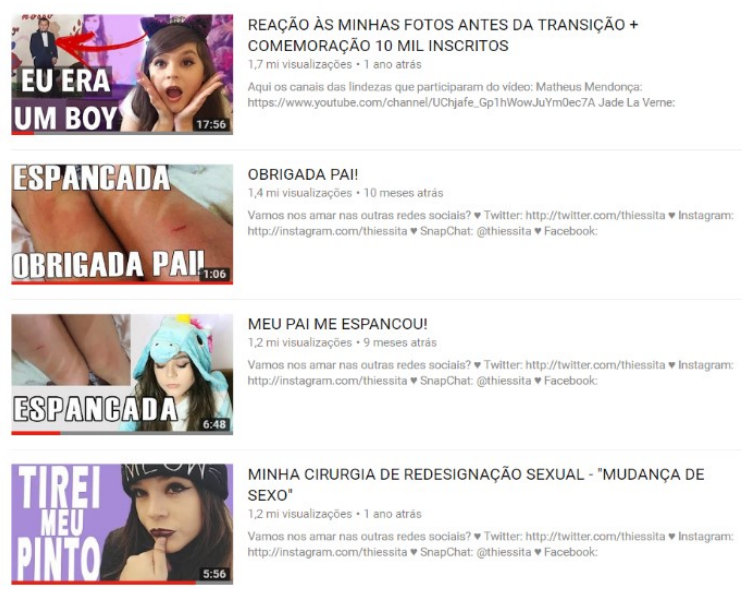 EU ERA
UM BOY
17:56
REAÇÃO ÀS MINHAS FOTOS ANTES DA TRANSIÇÃO +
COMEMORAÇÃO 10 MIL INSCRITOS
1,7 mi visualizações • 1 ano atrás
Aqui os canais das lindezas que participaram do vídeo: Matheus Mendonça:
https://www.youtube.com/channel/UChjafe_Gp1hWowJuYm0ec7A Jade La Verne:
ESPANCADA
OBRIGADA PAI!
1:06
OBRIGADA PAI!
1,4 mi visualizações • 10 meses atrás
Vamos nos amar nas outras redes sociais? ♥ Twitter: http://twitter.com/thiessita ♥ Instagram:
http://instagram.com/thiessita ♥ SnapChat: @thiessita ♥ Facebook:
ESPANCADA
6:48
MEU PAI ME ESPANCOU!
1,2 mi visualizações • 9 meses atrás
Vamos nos amar nas outras redes sociais? ♥ Twitter: http://twitter.com/thiessita ♥ Instagram:
http://instagram.com/thiessita ♥ SnapChat: @thiessita ♥ Facebook:
MEOW
TIREI
MEU
PINTO
5:56
MINHA CIRURGIA DE REDESIGNAÇÃO SEXUAL - "MUDANÇA DE
SEXO"
1,2 mi visualizações • 1 ano atrás
Vamos nos amar nas outras redes sociais? ♥ Twitter: http://twitter.com/thiessita ♥ Instagram:
http://instagram.com/thiessita ♥ SnapChat: @thiessita ♥ Facebook: